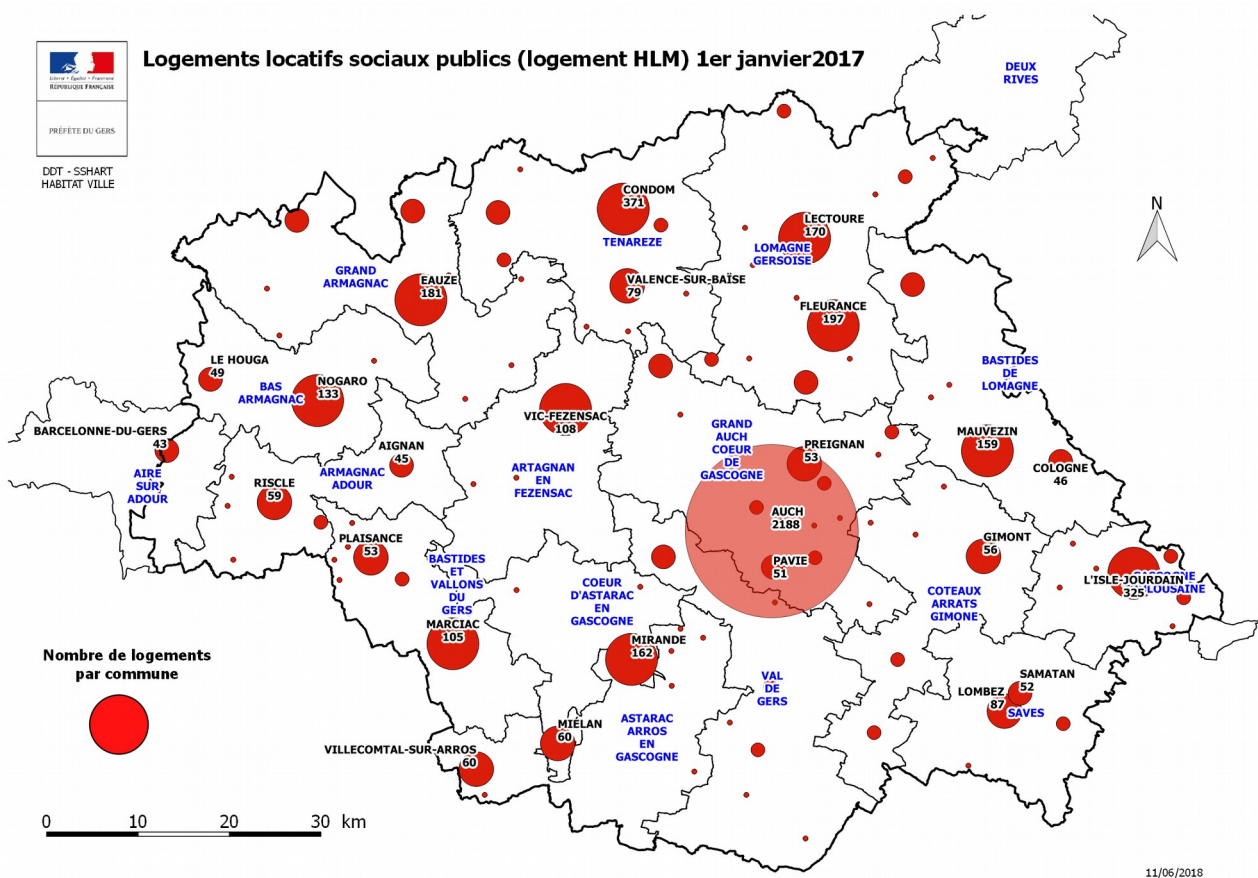 Logements locatifs sociaux publics (logement HLM) 1er janvier2017
Liberté • Égalité • Fraternité
RÉPUBLIQUE FRANÇAISE
PRÉFÈTE DU GERS
DDT - SSHART
HABITAT VILLE
DEUX
RIVES
N
CONDOM
371
TENAREZE
LECTOURE
170
LOMAGNE
GERSOISE
GRAND
ARMAGNAC
EAUZE
181
VALENCE-SUR-BAÏSE
79
FLEURANCE
197
LE HOUGA
49
BAS
ARMAGNAC
NOGARO
133
BASTIDES
DE
LOMAGNE
VIC-FEZENSAC
108
BARCELONNE-DU-GERS
43
AIGNAN
45
GRAND
AUCH
COEUR
DE
GASCOGNE
PREIGNAN
53
MAUVEZIN
159
COLOGNE
46
AIRE
SUR
ADOUR
RISCLE
59
ARMAGNAC
ADOUR
ARTAGNAN
EN
FEZENSAC
AUCH
2188
PLAISANCE
53
PAVIE
51
GIMONT
56
BASTIDES
ET
VALLONS
DU
GERS
COEUR
D'ASTARAC
EN
GASCOGNE
COTEAUX
ARRATS
GIMONE
L'ISLE-JOURDAIN
325
MARCIAC
105
MIRANDE
162
VAL
DE
GERS
SAMATAN
52
LOMBEZ
87
SAVES
MIÉLAN
60
ASTARAC
ARROS
EN
GASCOGNE
VILLECOMTAL-SUR-ARROS
60
Nombre de logements
par commune
0 10 20 30 km
11/06/2018